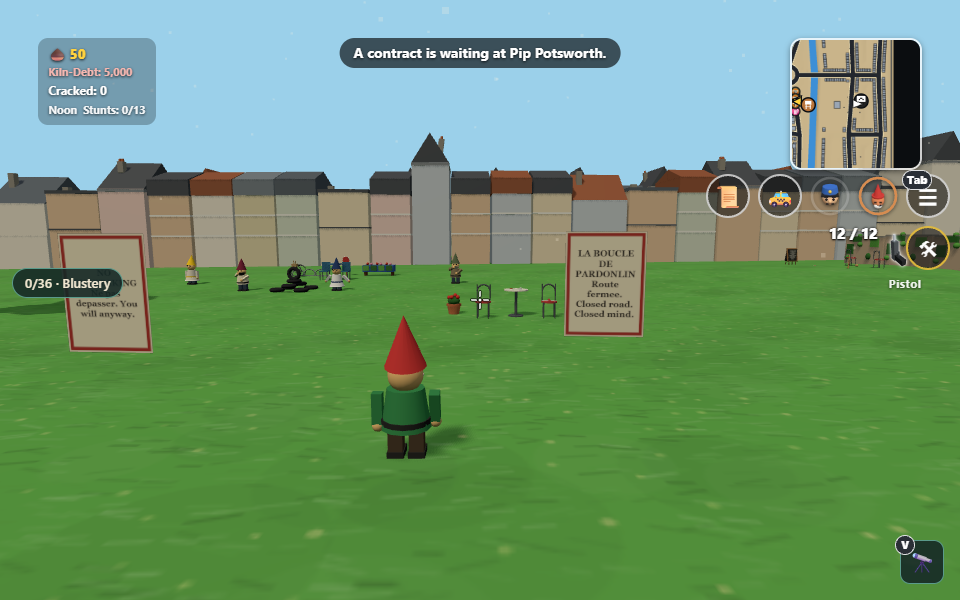 50
Kiln-Debt: 5,000
Cracked: 0
Noon Stunts: 0/13
A contract is waiting at Pip Potsworth.
Tab
12 / 12
Pistol
0/36 · Blustery
depasser. You
will anyway.
LA BOUCLE
DE
PARDONLIN
Route
fermee.
Closed road.
Closed mind.
V